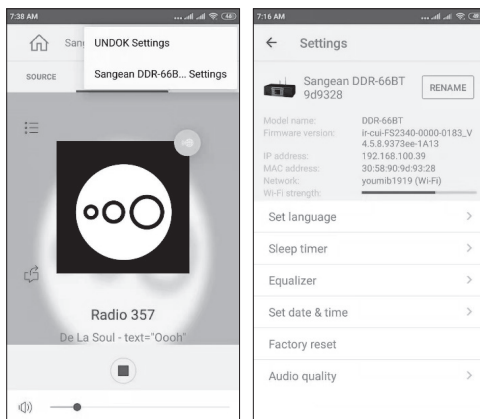 7:38 AM
48
San
UNDOK Settings
Sangean DDR-66B... Settings
SOURCE
Radio 357
De La Soul - text="Oooh"
7:16 AM
Settings
Sangean DDR-66BT
9d9328
RENAME
Model name: DDR-66BT
Firmware version: ir-cui-FS2340-0000-0183_V
4.5.8.9373ee-1A13
IP address: 192.168.100.39
MAC address: 30:58:90:9d:93:28
Network: youmib1919 (Wi-Fi)
Wi-Fi strength:
Set language
Sleep timer
Equalizer
Set date & time
Factory reset
Audio quality